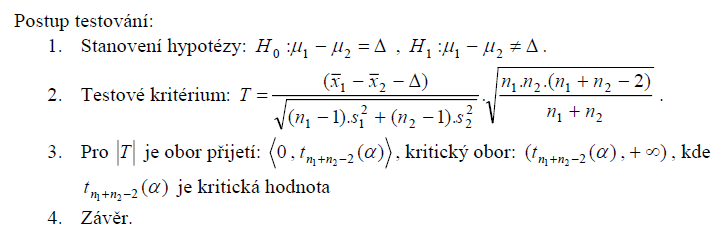 Postup testování:
1. Stanovení hypotézy: H₀ :μ₁ − μ₂ = Δ , H₁ :μ₁ − μ₂ ≠ Δ .
2. Testové kritérium: T = (x̄₁ − x̄₂ − Δ) / √((n₁ − 1).s₁² + (n₂ − 1).s₂²) . √(n₁.n₂.(n₁ + n₂ − 2) / (n₁ + n₂)) .
3. Pro |T| je obor přijetí: ⟨0 , t_{n₁+n₂−2}(α)⟩, kritický obor: (t_{n₁+n₂−2}(α), + ∞), kde
t_{n₁+n₂−2}(α) je kritická hodnota
4. Závěr.